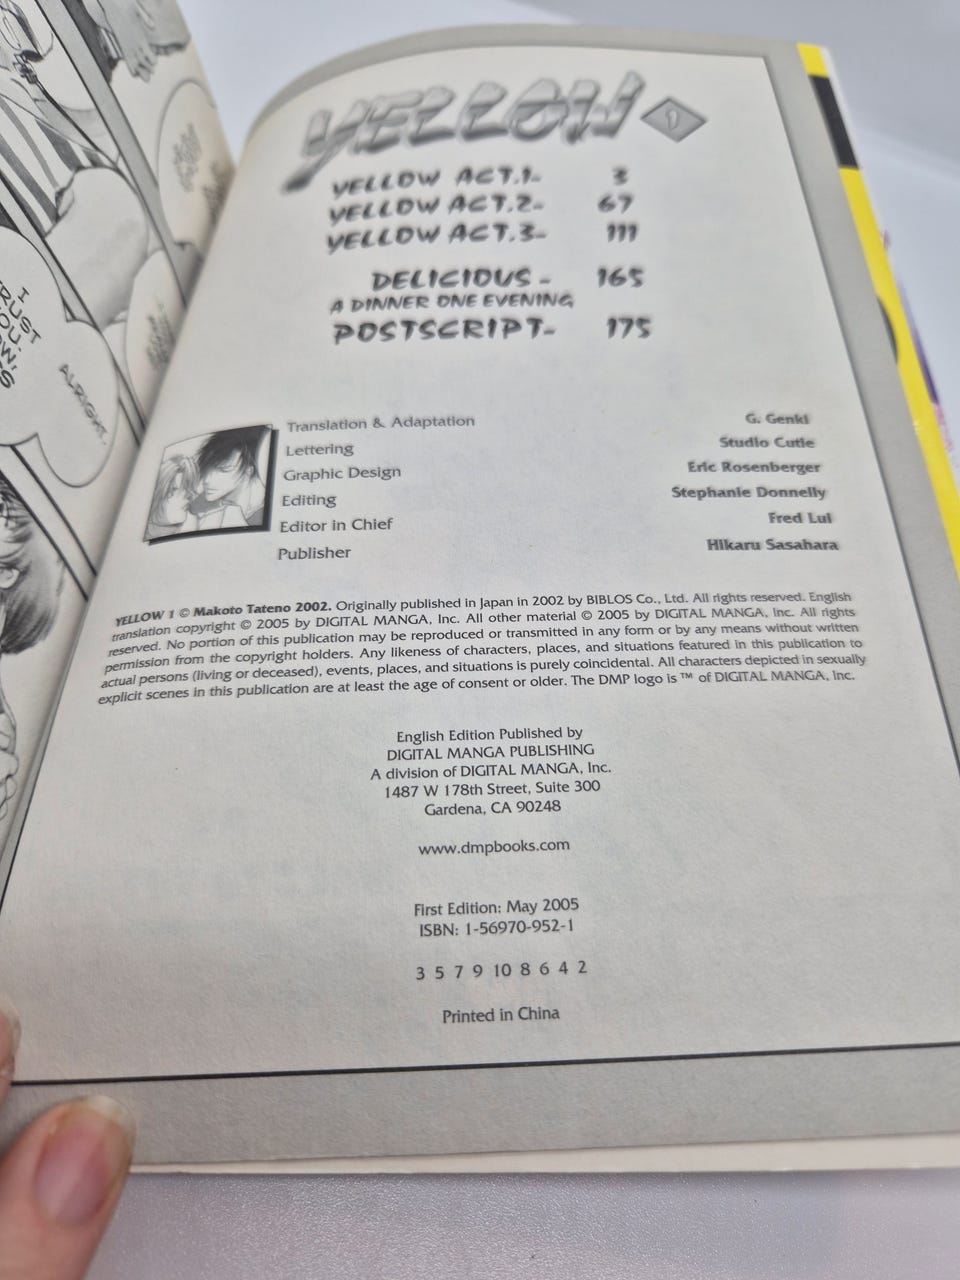 YELLOW 1
YELLOW ACT.1- 3
YELLOW ACT.2- 67
YELLOW ACT.3- 111
DELICIOUS - 165
A DINNER ONE EVENING
POSTSCRIPT- 175
Translation & Adaptation G. Genki
Lettering Studio Cutie
Graphic Design Eric Rosenberger
Editing Stephanie Donnelly
Editor in Chief Fred Lui
Publisher Hikaru Sasahara
YELLOW 1 © Makoto Tateno 2002. Originally published in Japan in 2002 by BIBLOS Co., Ltd. All rights reserved. English
translation copyright © 2005 by DIGITAL MANGA, Inc. All other material © 2005 by DIGITAL MANGA, Inc. All rights
reserved. No portion of this publication may be reproduced or transmitted in any form or by any means without written
permission from the copyright holders. Any likeness of characters, places, and situations featured in this publication to
actual persons (living or deceased), events, places, and situations is purely coincidental. All characters depicted in sexually
explicit scenes in this publication are at least the age of consent or older. The DMP logo is ™ of DIGITAL MANGA, Inc.
English Edition Published by
DIGITAL MANGA PUBLISHING
A division of DIGITAL MANGA, Inc.
1487 W 178th Street, Suite 300
Gardena, CA 90248
www.dmpbooks.com
First Edition: May 2005
ISBN: 1-56970-952-1
3 5 7 9 10 8 6 4 2
Printed in China
I
ALRIGHT.